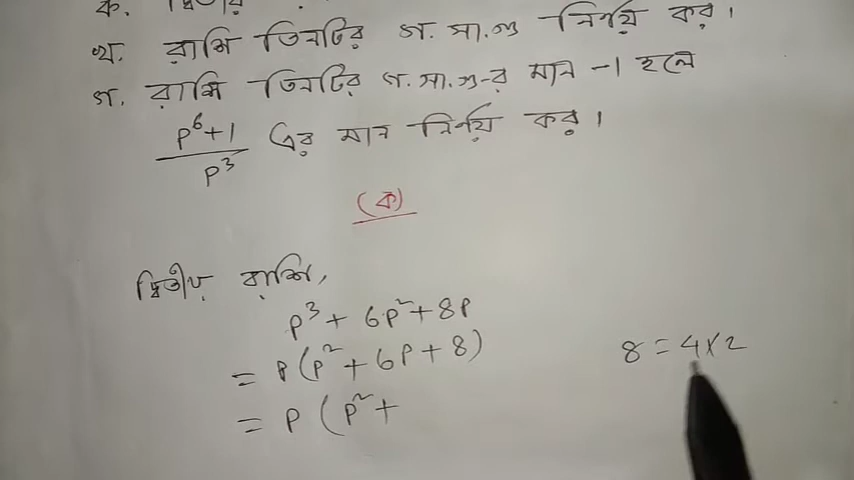 ক. দ্বিতীয়
খ. রাশি তিনটির গ. সা.গু নির্ণয় কর।
গ. রাশি তিনটির গ.সা.গু-র মান -1 হলে
p⁶+1/p³ এর মান নির্ণয় কর।
(ক)
দ্বিতীয় রাশি,
p³ + 6p² + 8p
= p(p² + 6p + 8)
8 = 4 x 2
= p (p² +